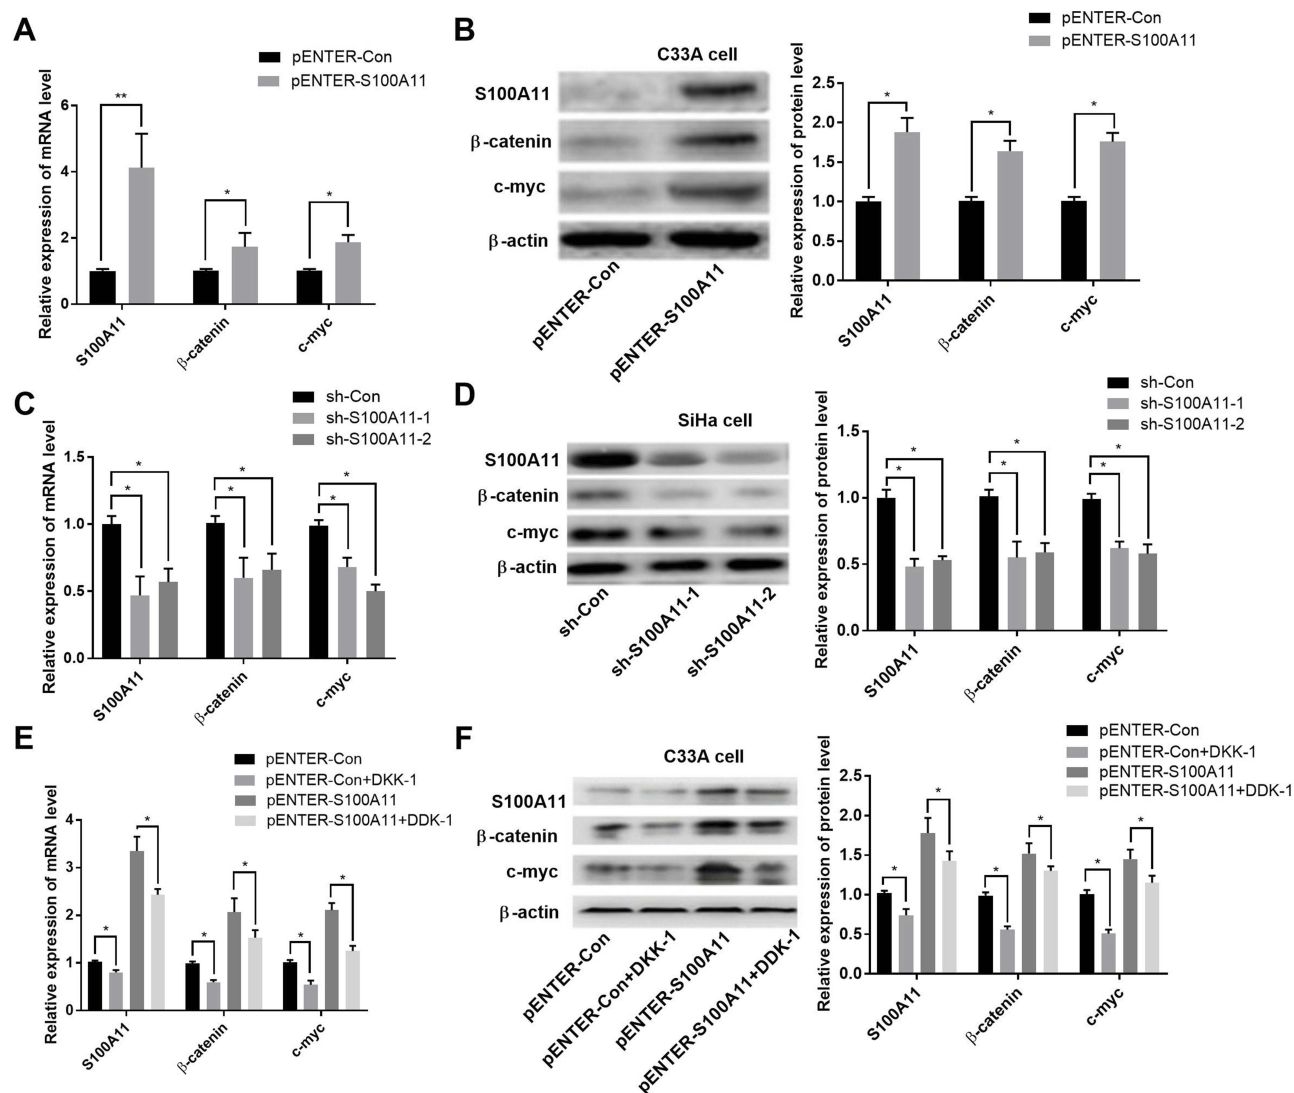 A
pENTER-Con
pENTER-S100A11
Relative expression of mRNA level
6
4
2
0
**
*
*
S100A11
β-catenin
c-myc
B
C33A cell
S100A11
β-catenin
c-myc
β-actin
pENTER-Con
pENTER-S100A11
pENTER-Con
pENTER-S100A11
Relative expression of protein level
2.5
2.0
1.5
1.0
0.5
0.0
*
*
*
S100A11
β-catenin
c-myc
C
sh-Con
sh-S100A11-1
sh-S100A11-2
Relative expression of mRNA level
1.5
1.0
0.5
0.0
*
*
*
*
*
*
S100A11
β-catenin
c-myc
D
SiHa cell
S100A11
β-catenin
c-myc
β-actin
sh-Con
sh-S100A11-1
sh-S100A11-2
sh-Con
sh-S100A11-1
sh-S100A11-2
Relative expression of protein level
1.5
1.0
0.5
0.0
*
*
*
*
*
*
S100A11
β-catenin
c-myc
E
pENTER-Con
pENTER-Con+DKK-1
pENTER-S100A11
pENTER-S100A11+DDK-1
Relative expression of mRNA level
4
3
2
1
0
*
*
*
*
*
*
S100A11
β-catenin
c-myc
F
C33A cell
S100A11
β-catenin
c-myc
β-actin
pENTER-Con
pENTER-Con+DKK-1
pENTER-S100A11
pENTER-S100A11+DDK-1
pENTER-Con
pENTER-Con+DKK-1
pENTER-S100A11
pENTER-S100A11+DDK-1
Relative expression of protein level
2.5
2.0
1.5
1.0
0.5
0.0
*
*
*
*
*
*
S100A11
β-catenin
c-myc